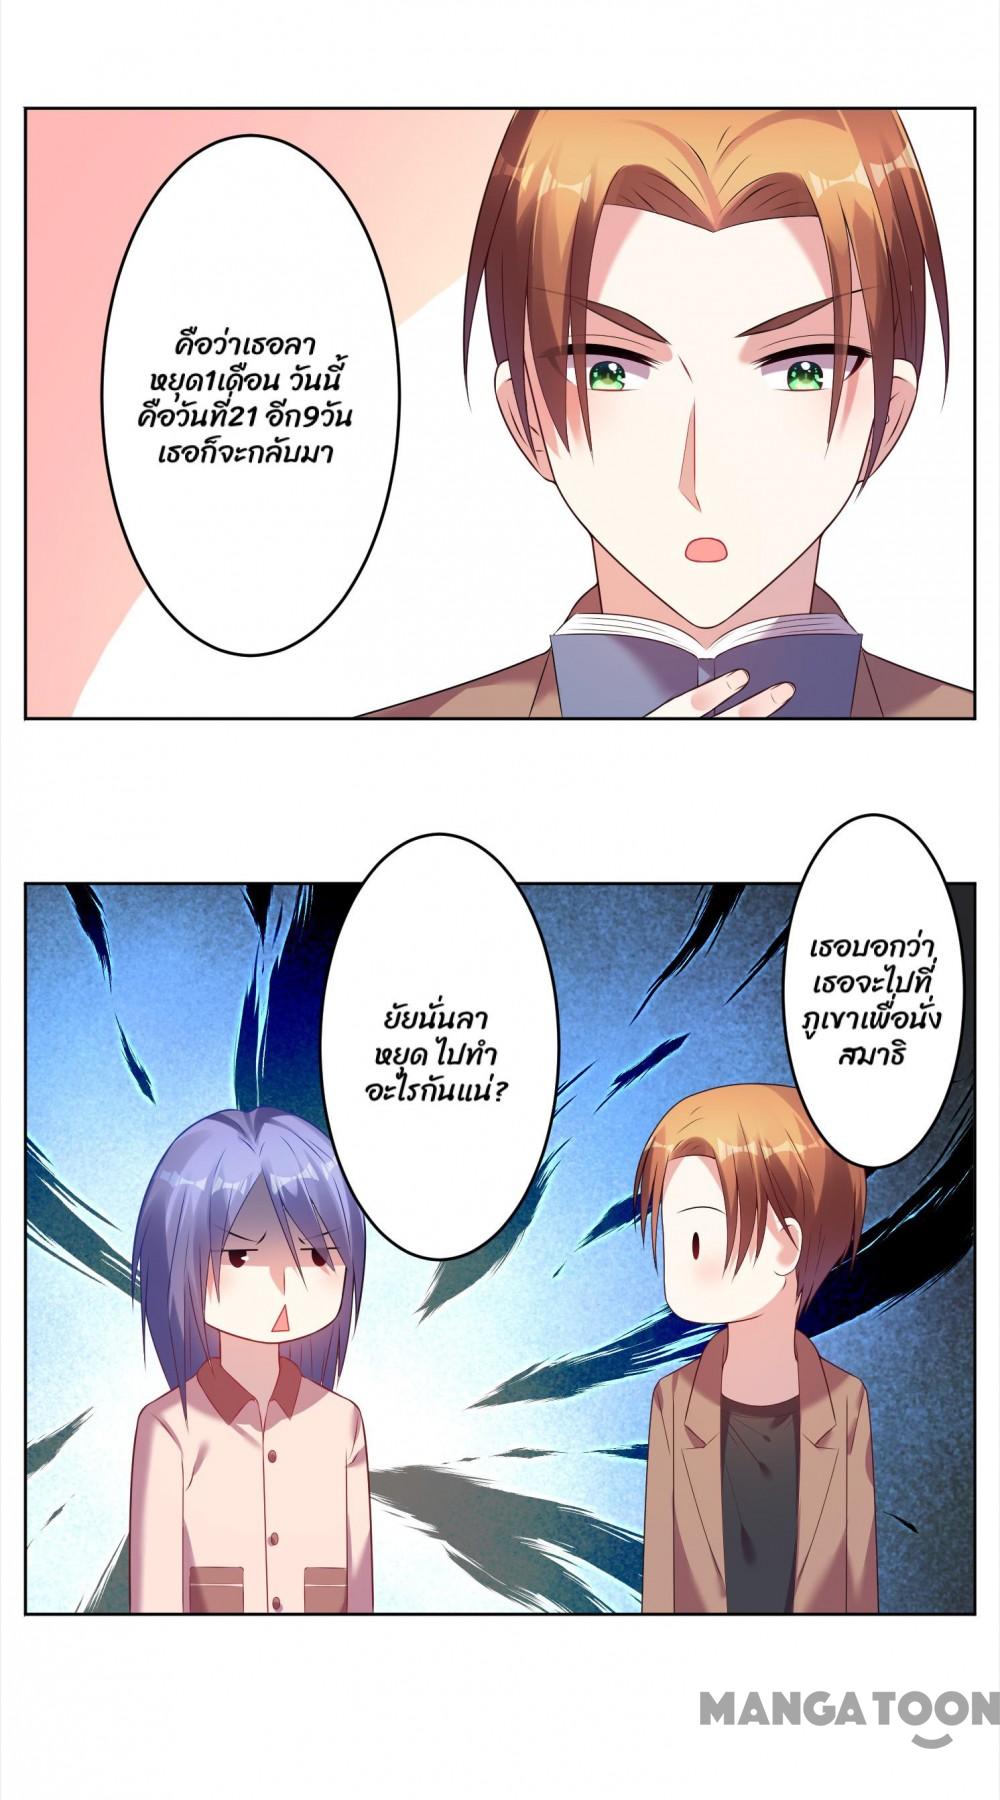 คือว่าเธอลา
หยุด1เดือน วันนี้
คือวันที่21 อีก9วัน
เธอก็จะกลับมา
ยัยนั่นลา
หยุด ไปทำ
อะไรกันแน่?
เธอบอกว่า
เธอจะไปที่
ภูเขาเพื่อนั่ง
สมาธิ
MANGATOON